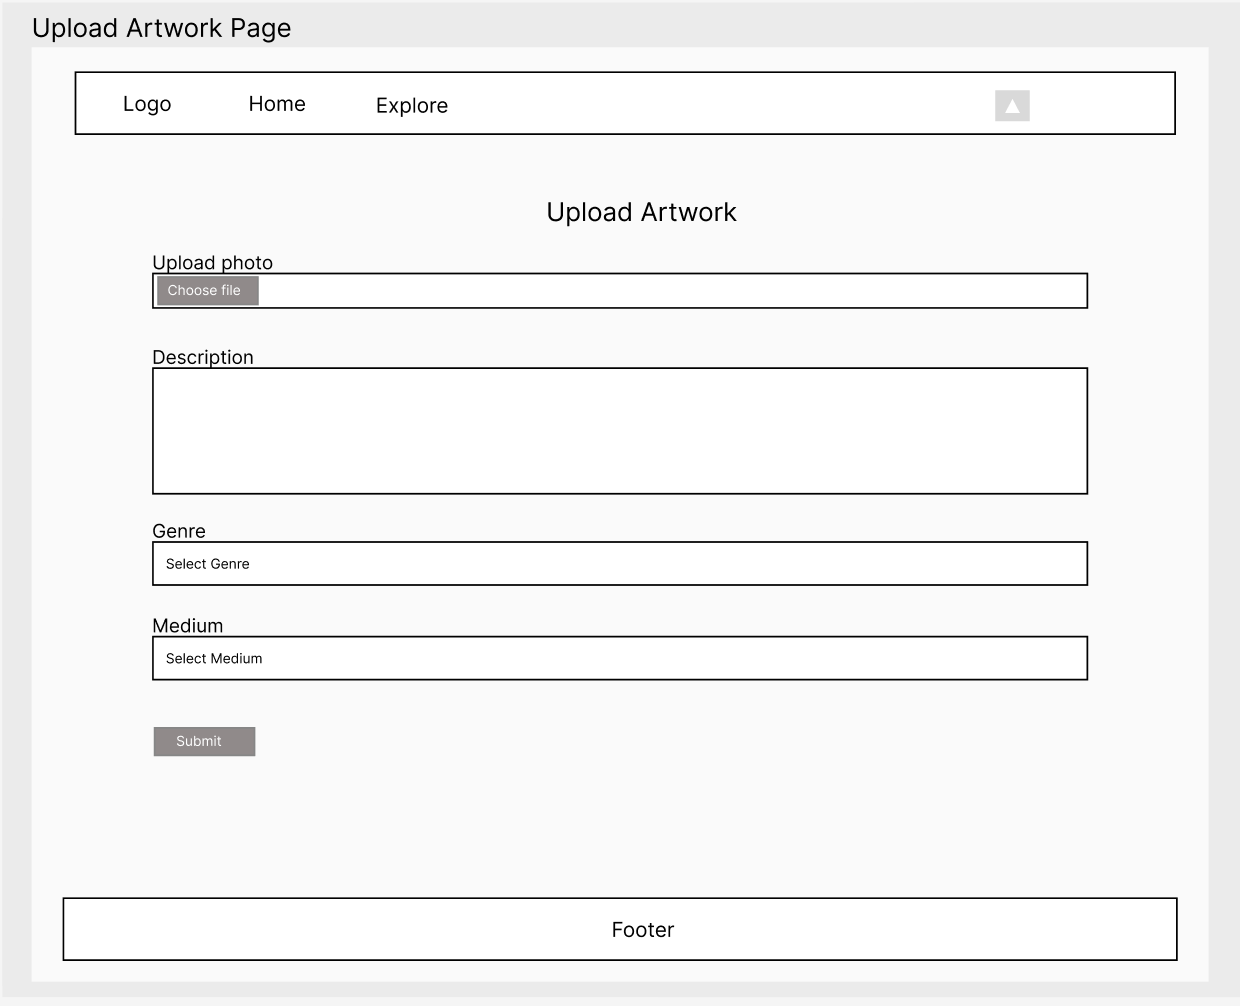 Upload Artwork Page
Logo Home Explore
Upload Artwork
Upload photo
Choose file
Description
Genre
Select Genre
Medium
Select Medium
Submit
Footer